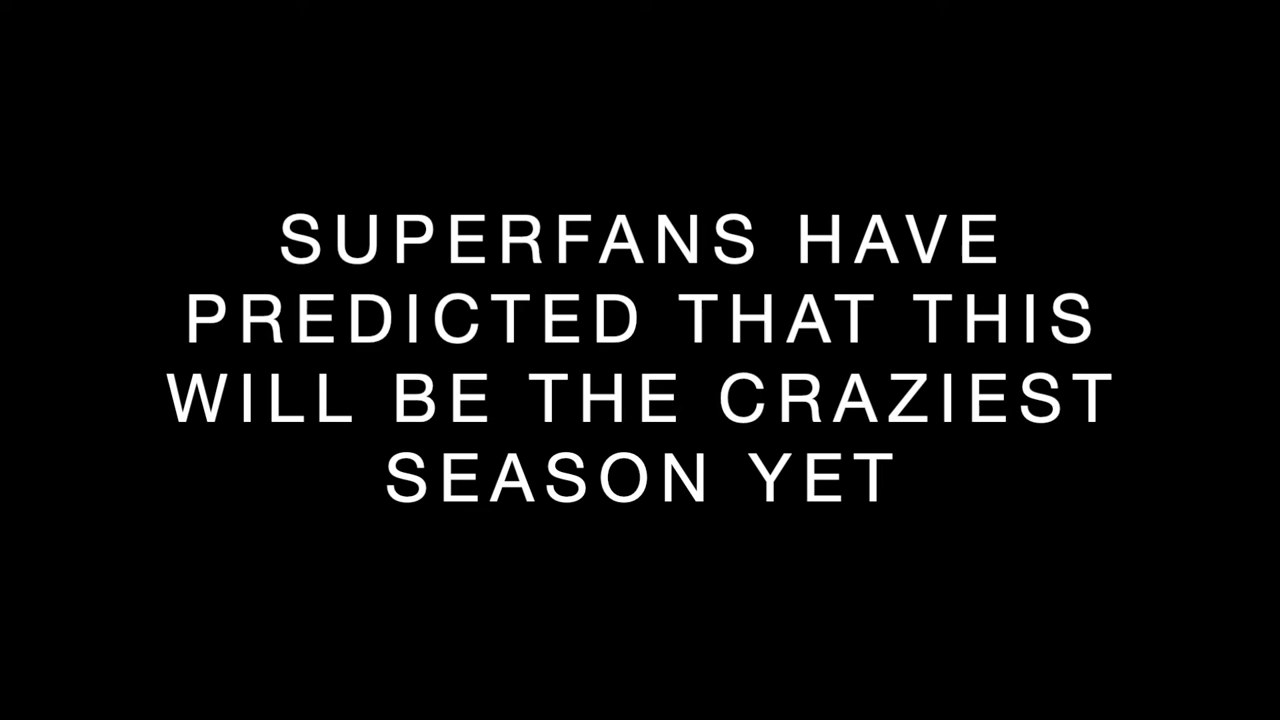 SUPERFANS HAVE
PREDICTED THAT THIS
WILL BE THE CRAZIEST
SEASON YET